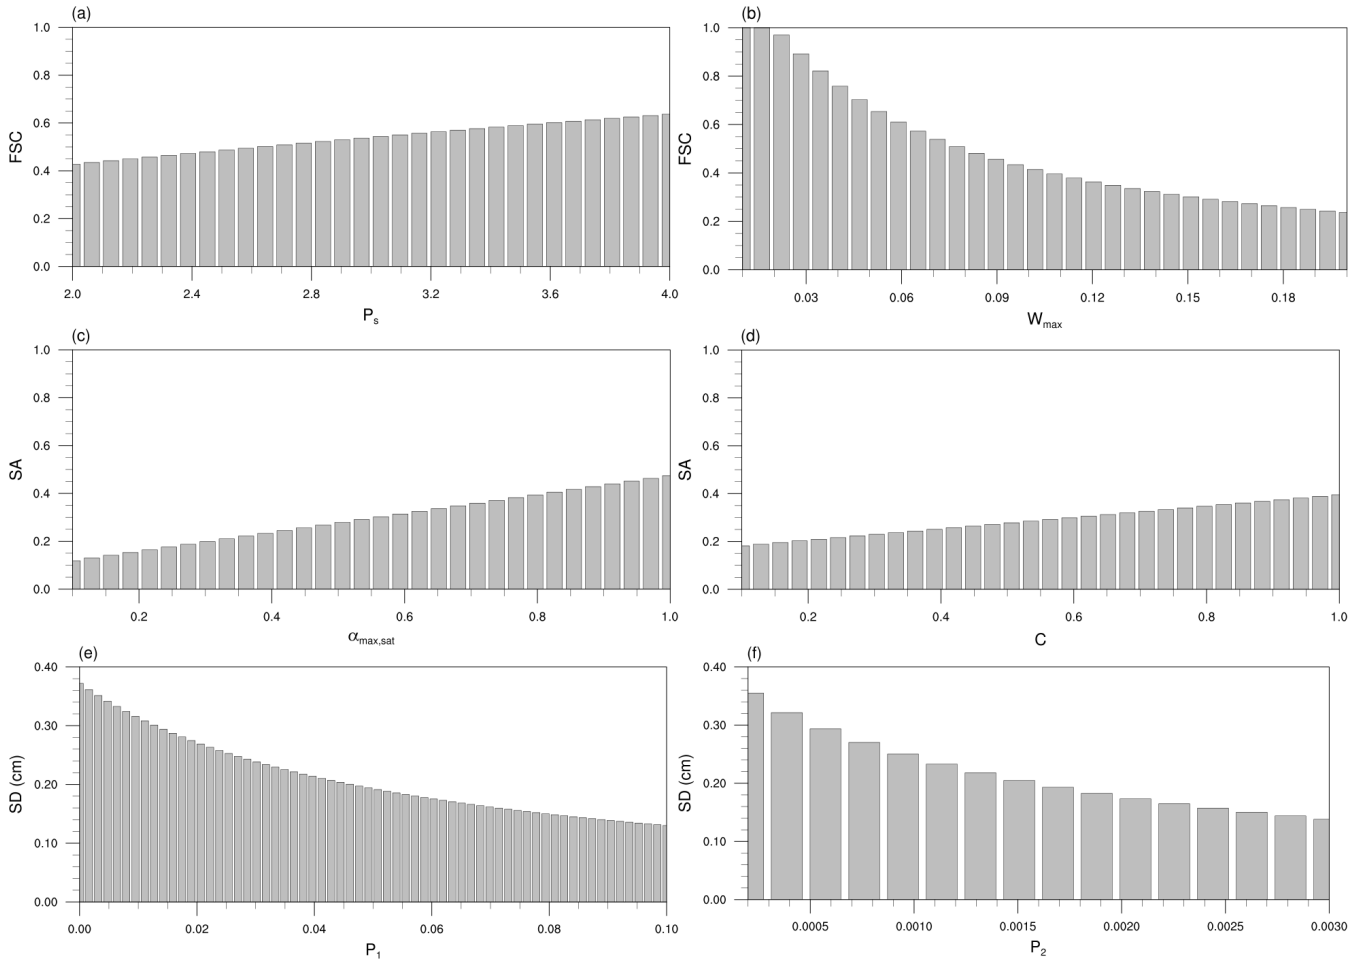 (a)
1.0
0.8
0.6
0.4
0.2
0.0
FSC
2.0 2.4 2.8 3.2 3.6 4.0
P_s
(b)
1.0
0.8
0.6
0.4
0.2
0.0
FSC
0.03 0.06 0.09 0.12 0.15 0.18
W_max
(c)
1.0
0.8
0.6
0.4
0.2
0.0
SA
0.2 0.4 0.6 0.8 1.0
α_max,sat
(d)
1.0
0.8
0.6
0.4
0.2
0.0
SA
0.2 0.4 0.6 0.8 1.0
C
(e)
0.40
0.30
0.20
0.10
0.00
SD (cm)
0.00 0.02 0.04 0.06 0.08 0.10
P_1
(f)
0.40
0.30
0.20
0.10
0.00
SD (cm)
0.0005 0.0010 0.0015 0.0020 0.0025 0.0030
P_2